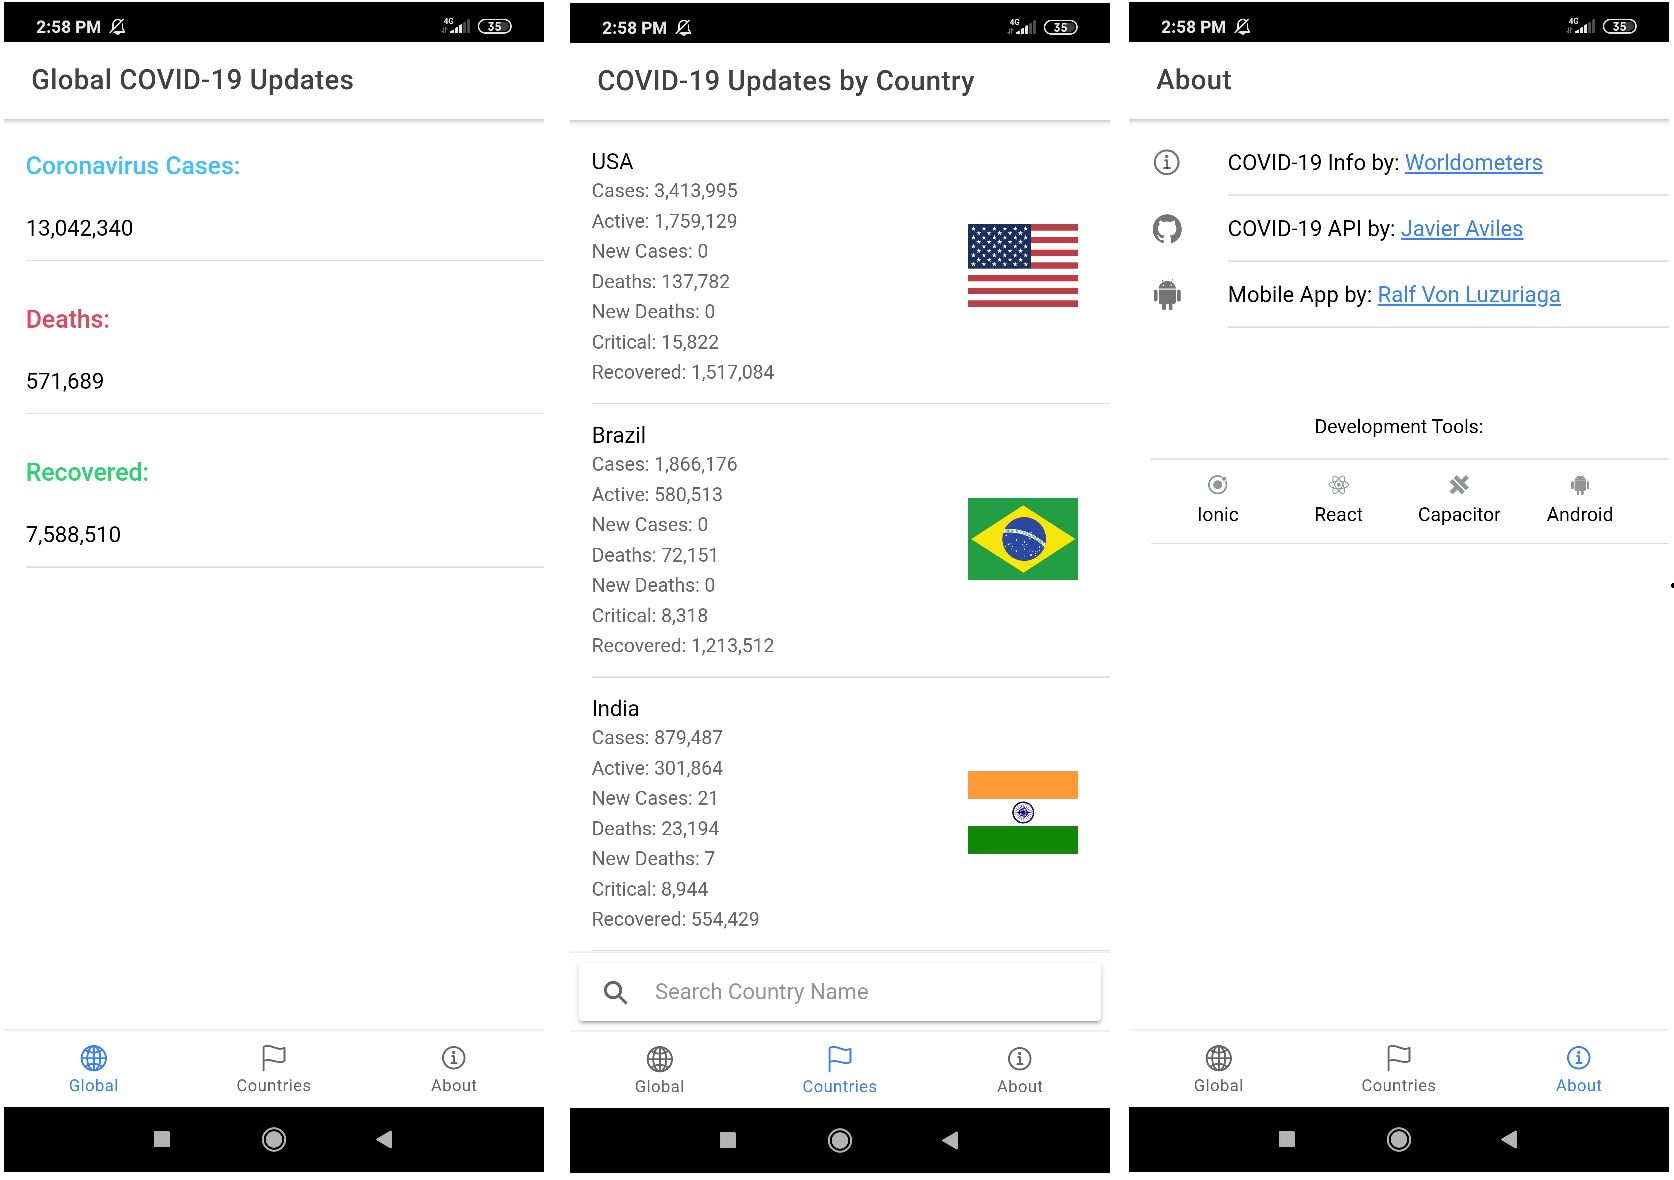 2:58 PM
4G
35
Global COVID-19 Updates
Coronavirus Cases:
13,042,340
Deaths:
571,689
Recovered:
7,588,510
Global
Countries
About
2:58 PM
4G
35
COVID-19 Updates by Country
USA
Cases: 3,413,995
Active: 1,759,129
New Cases: 0
Deaths: 137,782
New Deaths: 0
Critical: 15,822
Recovered: 1,517,084
Brazil
Cases: 1,866,176
Active: 580,513
New Cases: 0
Deaths: 72,151
New Deaths: 0
Critical: 8,318
Recovered: 1,213,512
India
Cases: 879,487
Active: 301,864
New Cases: 21
Deaths: 23,194
New Deaths: 7
Critical: 8,944
Recovered: 554,429
Search Country Name
Global
Countries
About
2:58 PM
4G
35
About
COVID-19 Info by: Worldometers
COVID-19 API by: Javier Aviles
Mobile App by: Ralf Von Luzuriaga
Development Tools:
Ionic
React
Capacitor
Android
Global
Countries
About